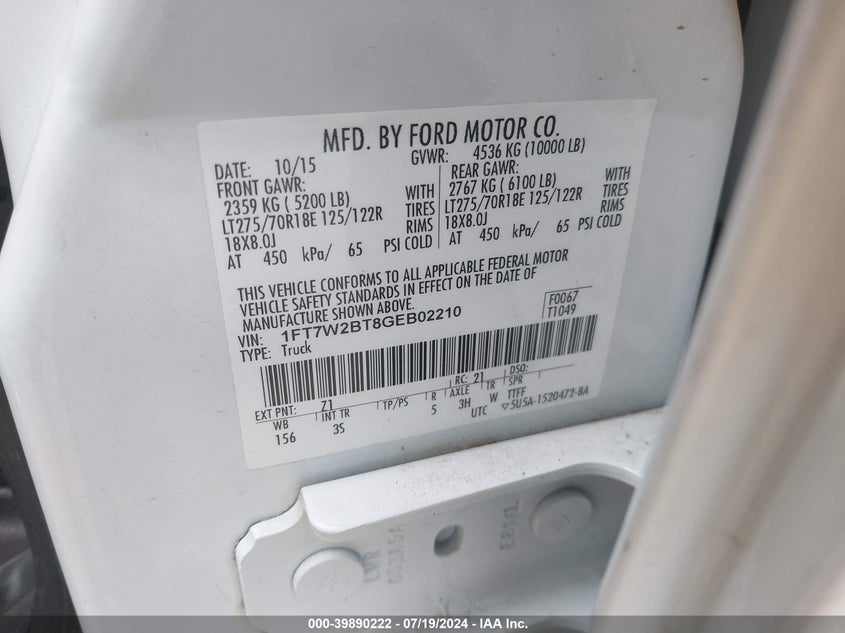 MFD. BY FORD MOTOR CO.
DATE: 10/15 GVWR: 4536 KG (10000 LB)
FRONT GAWR: REAR GAWR:
2359 KG ( 5200 LB) WITH 2767 KG ( 6100 LB) WITH
LT275/70R18E 125/122R TIRES LT275/70R18E 125/122R TIRES
18X8.0J RIMS 18X8.0J RIMS
AT 450 kPa/ 65 PSI COLD AT 450 kPa/ 65 PSI COLD
THIS VEHICLE CONFORMS TO ALL APPLICABLE FEDERAL MOTOR
VEHICLE SAFETY STANDARDS IN EFFECT ON THE DATE OF
MANUFACTURE SHOWN ABOVE.
VIN: 1FT7W2BT8GEB02210 F0067
TYPE: Truck T1049
EXT PNT: Z1 RC: 21 DSO:
WB INT TR TP/PS R AXLE TR SPR
156 3S 5 3H W TTFF
UTC ▽5U5A-1520472-BA
LWR
000-39890222 - 07/19/2024 - IAA Inc.